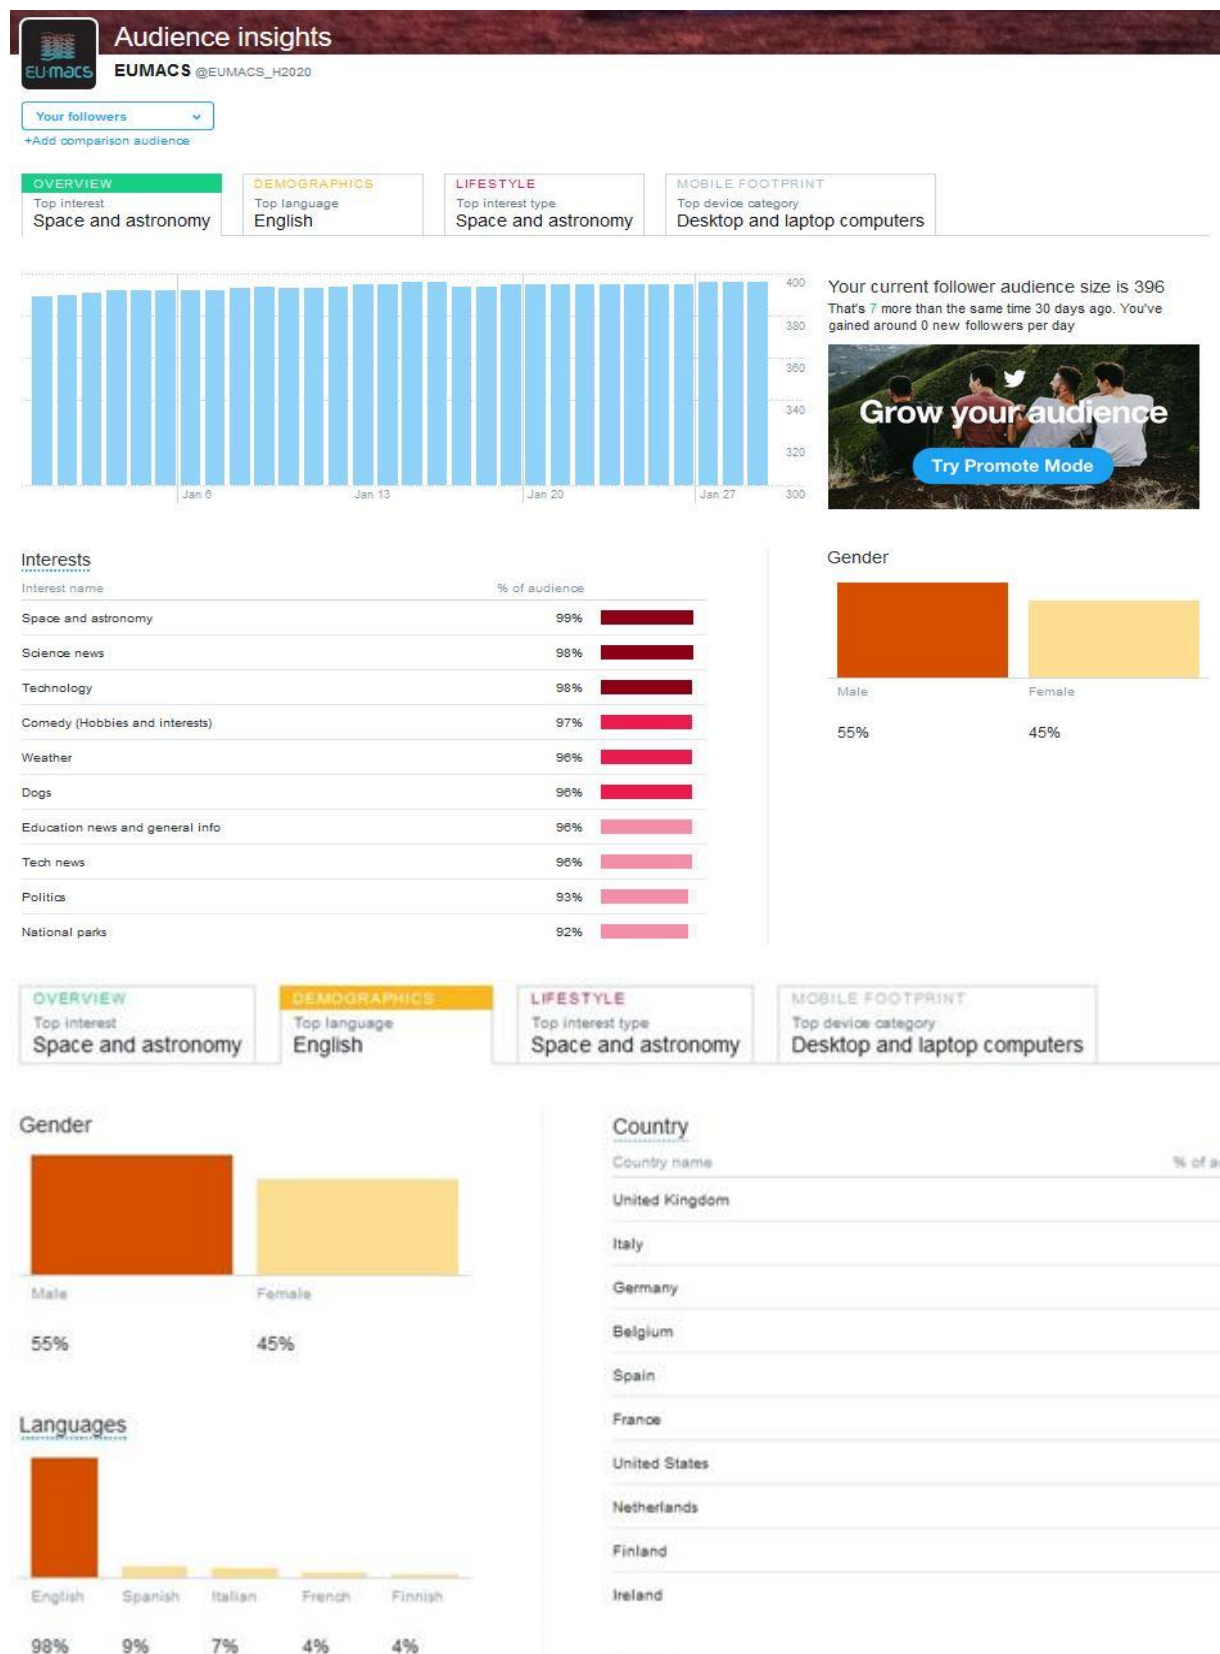 Audience insights
EU·macs
EUMACS @EUMACS_H2020
Your followers
+Add comparison audience
OVERVIEW DEMOGRAPHICS LIFESTYLE MOBILE FOOTPRINT
Top interest Top language Top interest type Top device category
Space and astronomy English Space and astronomy Desktop and laptop computers
400
380
360
340
320
300
Jan 6 Jan 13 Jan 20 Jan 27
Your current follower audience size is 396
That's 7 more than the same time 30 days ago. You've
gained around 0 new followers per day
Grow your audience
Try Promote Mode
Interests
Interest name % of audience
Space and astronomy 99%
Science news 98%
Technology 98%
Comedy (Hobbies and interests) 97%
Weather 96%
Dogs 96%
Education news and general info 96%
Tech news 96%
Politics 93%
National parks 92%
Gender
Male Female
55% 45%
OVERVIEW DEMOGRAPHICS LIFESTYLE MOBILE FOOTPRINT
Top interest Top language Top interest type Top device category
Space and astronomy English Space and astronomy Desktop and laptop computers
Gender
Male Female
55% 45%
Languages
English Spanish Italian French Finnish
98% 9% 7% 4% 4%
Country
Country name % of a
United Kingdom
Italy
Germany
Belgium
Spain
France
United States
Netherlands
Finland
Ireland